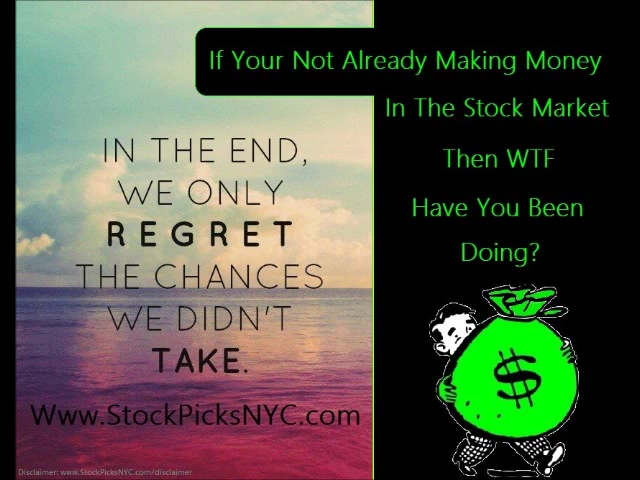 IN THE END,
WE ONLY
REGRET
THE CHANCES
WE DIDN'T
TAKE.
Www.StockPicksNYC.com
Disclaimer: www.StockPicksNYC.com/disclaimer
If Your Not Already Making Money
In The Stock Market
Then WTF
Have You Been
Doing?
$